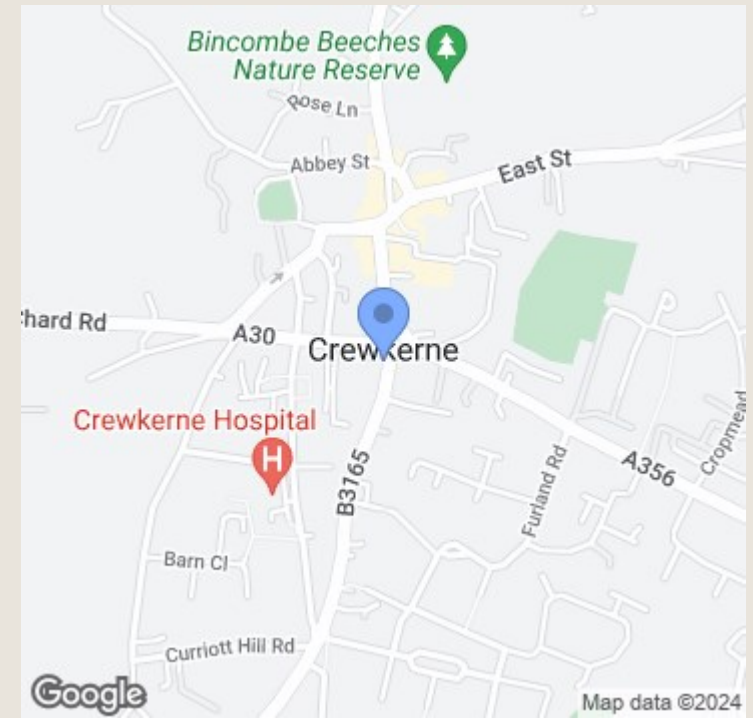 Bincombe Beeches
Nature Reserve
Rose Ln
Abbey St
East St
Chard Rd
A30
Crewkerne
Crewkerne Hospital
H
B3165
A356
Cropmead
Furland Rd
Barn Cl
Curriott Hill Rd
Google
Map data ©2024